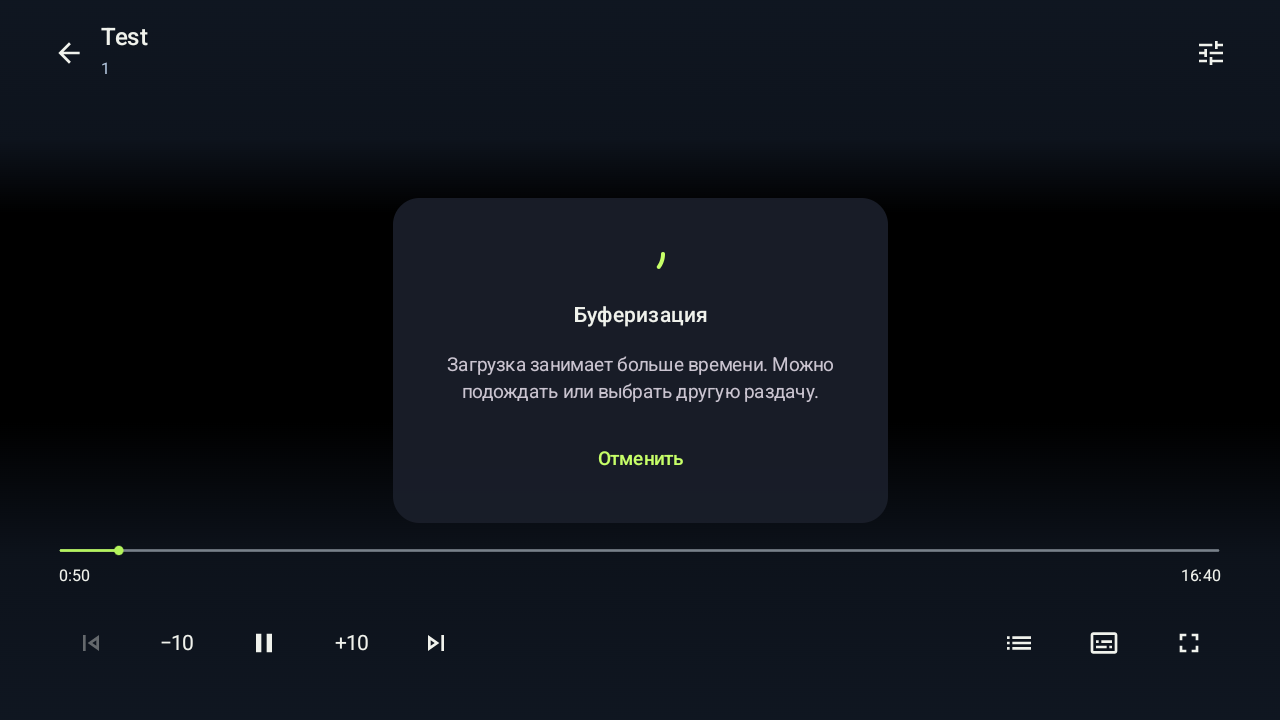 Test
1
Буферизация
Загрузка занимает больше времени. Можно
подождать или выбрать другую раздачу.
Отменить
0:50
16:40
−10
+10